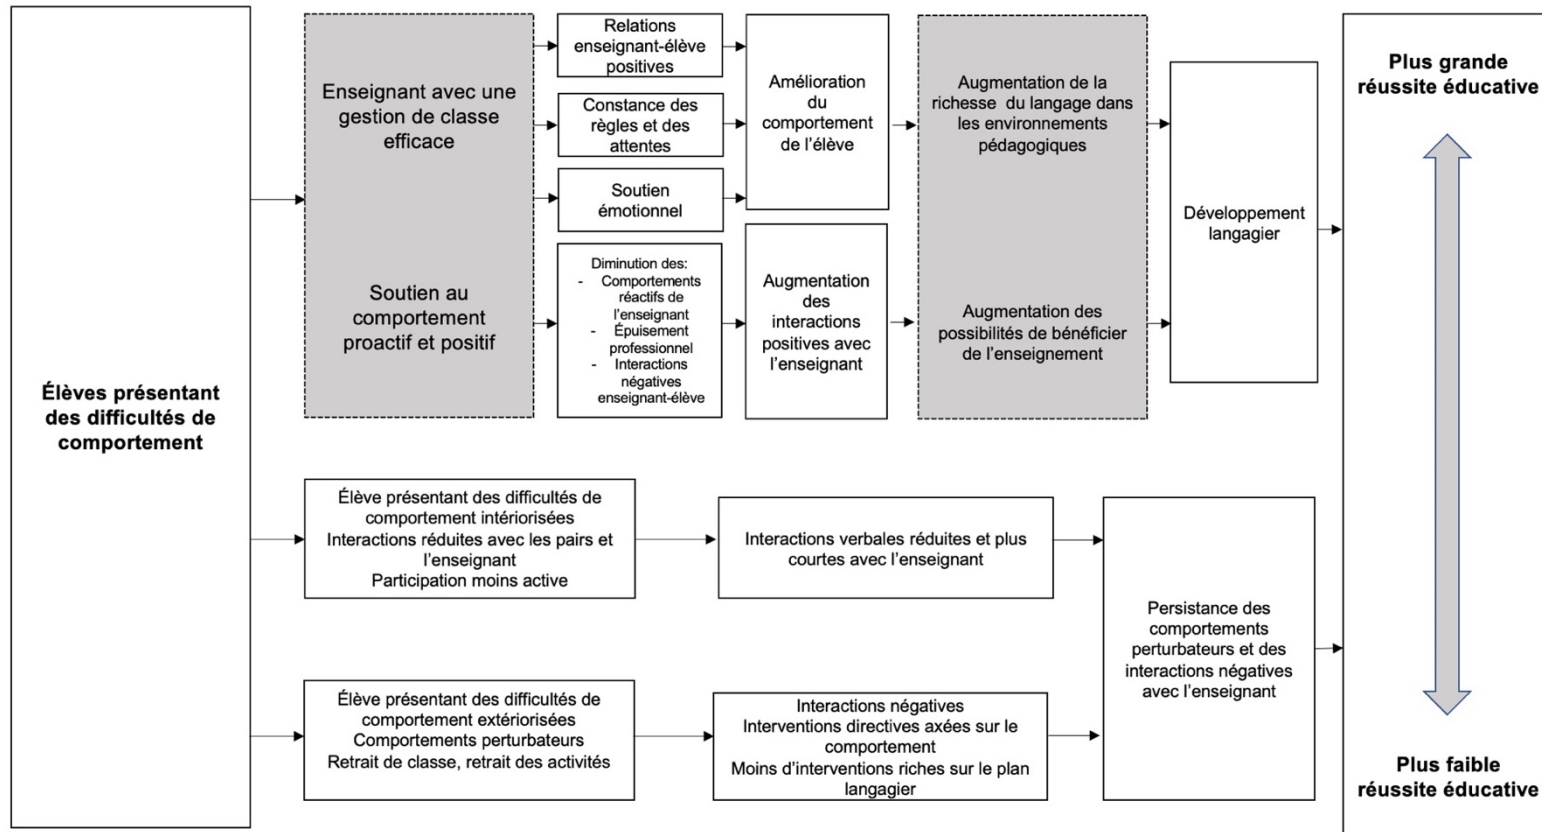 Élèves présentant
des difficultés de
comportement
Enseignant avec une
gestion de classe
efficace
Soutien au
comportement
proactif et positif
Relations
enseignant-élève
positives
Constance des
règles et des
attentes
Soutien
émotionnel
Diminution des:
- Comportements
réactifs de
l'enseignant
- Épuisement
professionnel
- Interactions
négatives
enseignant-élève
Amélioration
du
comportement
de l'élève
Augmentation
des
interactions
positives avec
l'enseignant
Augmentation de la
richesse du langage dans
les environnements
pédagogiques
Augmentation des
possibilités de bénéficier
de l'enseignement
Développement
langagier
Élève présentant des difficultés de
comportement intériorisées
Interactions réduites avec les pairs et
l'enseignant
Participation moins active
Interactions verbales réduites et plus
courtes avec l'enseignant
Élève présentant des difficultés de
comportement extériorisées
Comportements perturbateurs
Retrait de classe, retrait des activités
Interactions négatives
Interventions directives axées sur le
comportement
Moins d'interventions riches sur le plan
langagier
Persistance des
comportements
perturbateurs et des
interactions négatives
avec l'enseignant
Plus grande
réussite éducative
Plus faible
réussite éducative